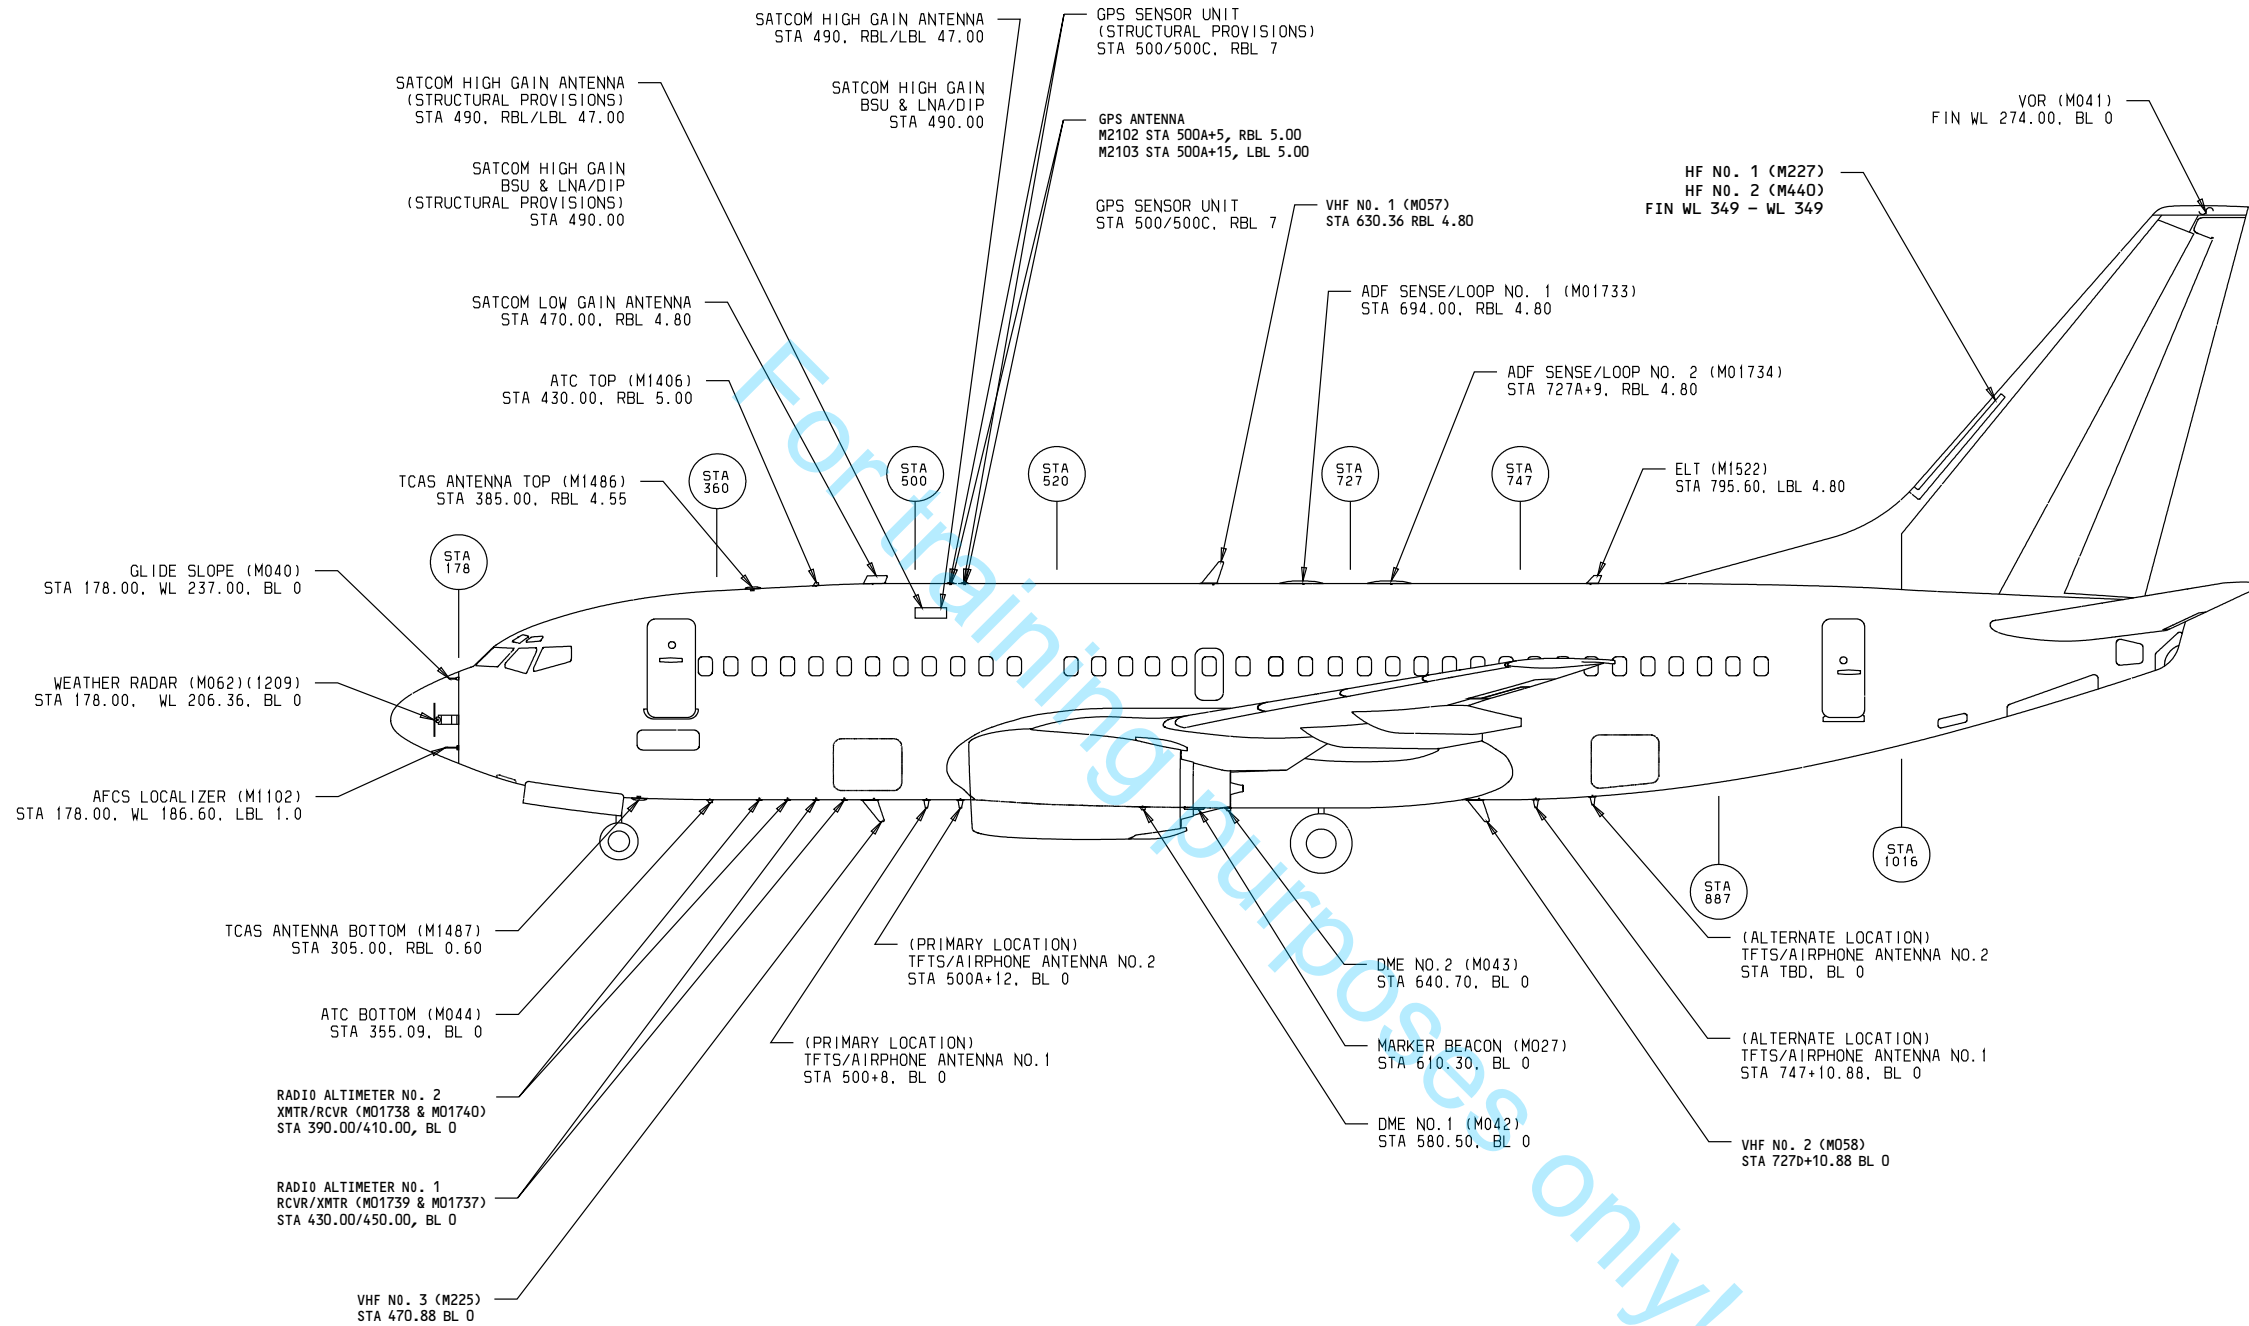 SATCOM HIGH GAIN ANTENNA
STA 490, RBL/LBL 47.00
SATCOM HIGH GAIN
BSU & LNA/DIP
STA 490.00
GPS SENSOR UNIT
(STRUCTURAL PROVISIONS)
STA 500/500C, RBL 7
GPS ANTENNA
M2102 STA 500A+5, RBL 5.00
M2103 STA 500A+15, LBL 5.00
GPS SENSOR UNIT
STA 500/500C, RBL 7
SATCOM HIGH GAIN ANTENNA
(STRUCTURAL PROVISIONS)
STA 490, RBL/LBL 47.00
SATCOM HIGH GAIN
BSU & LNA/DIP
(STRUCTURAL PROVISIONS)
STA 490.00
VOR (M041)
FIN WL 274.00, BL 0
HF NO. 1 (M227)
HF NO. 2 (M440)
FIN WL 349 - WL 349
VHF NO. 1 (M057)
STA 630.36 RBL 4.80
SATCOM LOW GAIN ANTENNA
STA 470.00, RBL 4.80
ADF SENSE/LOOP NO. 1 (M01733)
STA 694.00, RBL 4.80
ATC TOP (M1406)
STA 430.00, RBL 5.00
ADF SENSE/LOOP NO. 2 (M01734)
STA 727A+9, RBL 4.80
TCAS ANTENNA TOP (M1486)
STA 385.00, RBL 4.55
ELT (M1522)
STA 795.60, LBL 4.80
STA
178
STA
360
STA
500
STA
520
STA
727
STA
747
GLIDE SLOPE (M040)
STA 178.00, WL 237.00, BL 0
WEATHER RADAR (M062)(1209)
STA 178.00, WL 206.36, BL 0
AFCS LOCALIZER (M1102)
STA 178.00, WL 186.60, LBL 1.0
STA
887
STA
1016
TCAS ANTENNA BOTTOM (M1487)
STA 305.00, RBL 0.60
ATC BOTTOM (M044)
STA 355.09, BL 0
RADIO ALTIMETER NO. 2
XMTR/RCVR (M01738 & M01740)
STA 390.00/410.00, BL 0
RADIO ALTIMETER NO. 1
RCVR/XMTR (M01739 & M01737)
STA 430.00/450.00, BL 0
VHF NO. 3 (M225)
STA 470.88 BL 0
(PRIMARY LOCATION)
TFTS/AIRPHONE ANTENNA NO.2
STA 500A+12, BL 0
(PRIMARY LOCATION)
TFTS/AIRPHONE ANTENNA NO.1
STA 500+8, BL 0
DME NO.2 (M043)
STA 640.70, BL 0
MARKER BEACON (M027)
STA 610.30, BL 0
DME NO.1 (M042)
STA 580.50, BL 0
(ALTERNATE LOCATION)
TFTS/AIRPHONE ANTENNA NO.2
STA TBD, BL 0
(ALTERNATE LOCATION)
TFTS/AIRPHONE ANTENNA NO.1
STA 747+10.88, BL 0
VHF NO. 2 (M058)
STA 727D+10.88 BL 0
For training purposes only!